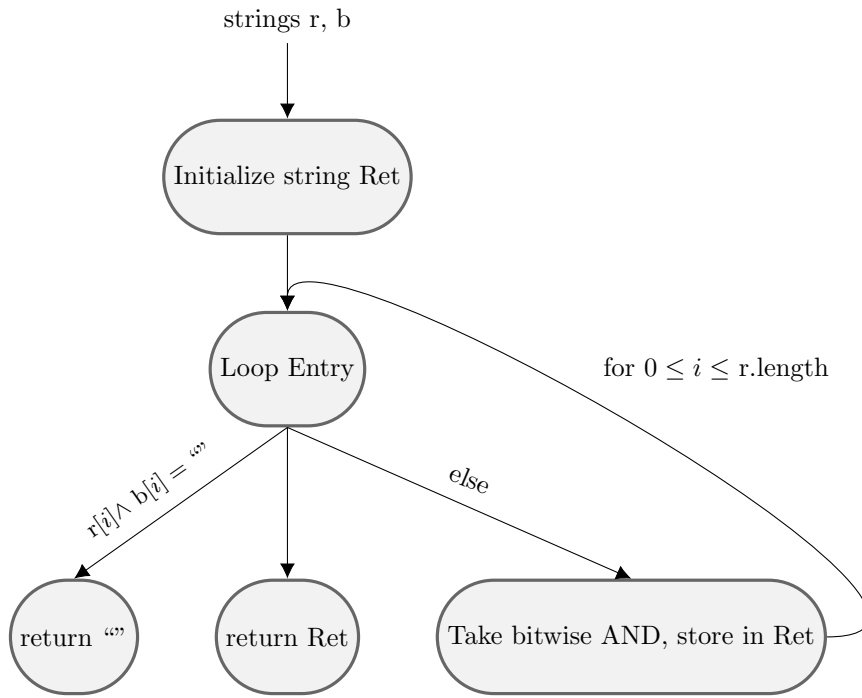 strings r, b
Initialize string Ret
Loop Entry
for 0 ≤ i ≤ r.length
r[i]∧ b[i] = “”
else
return “”
return Ret
Take bitwise AND, store in Ret